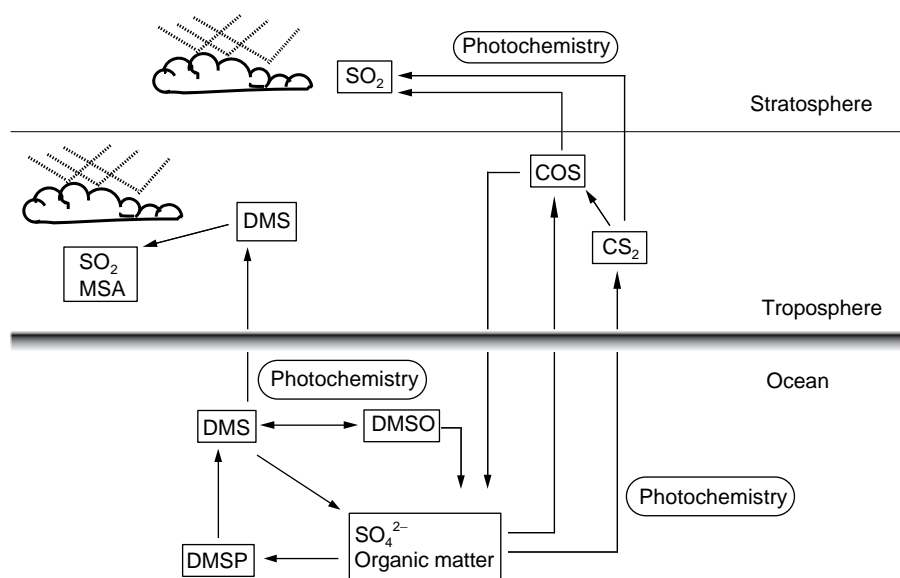 Photochemistry
SO₂
Stratosphere
COS
DMS
CS₂
SO₂
MSA
Troposphere
Photochemistry
Ocean
DMS
DMSO
Photochemistry
SO₄²⁻
Organic matter
DMSP